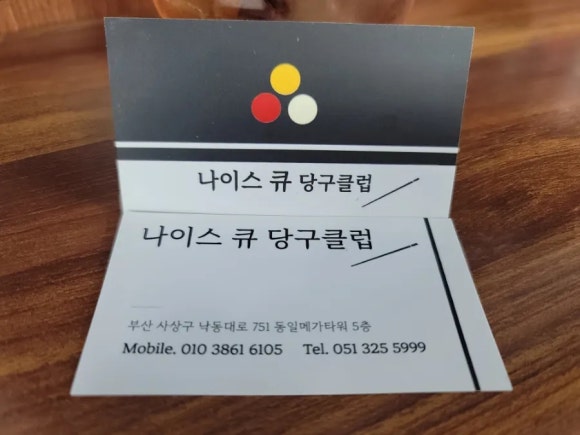 나이스 큐 당구클럽
나이스 큐 당구클럽
부산 사상구 낙동대로 751 동일메가타워 5층
Mobile. 010 3861 6105 Tel. 051 325 5999